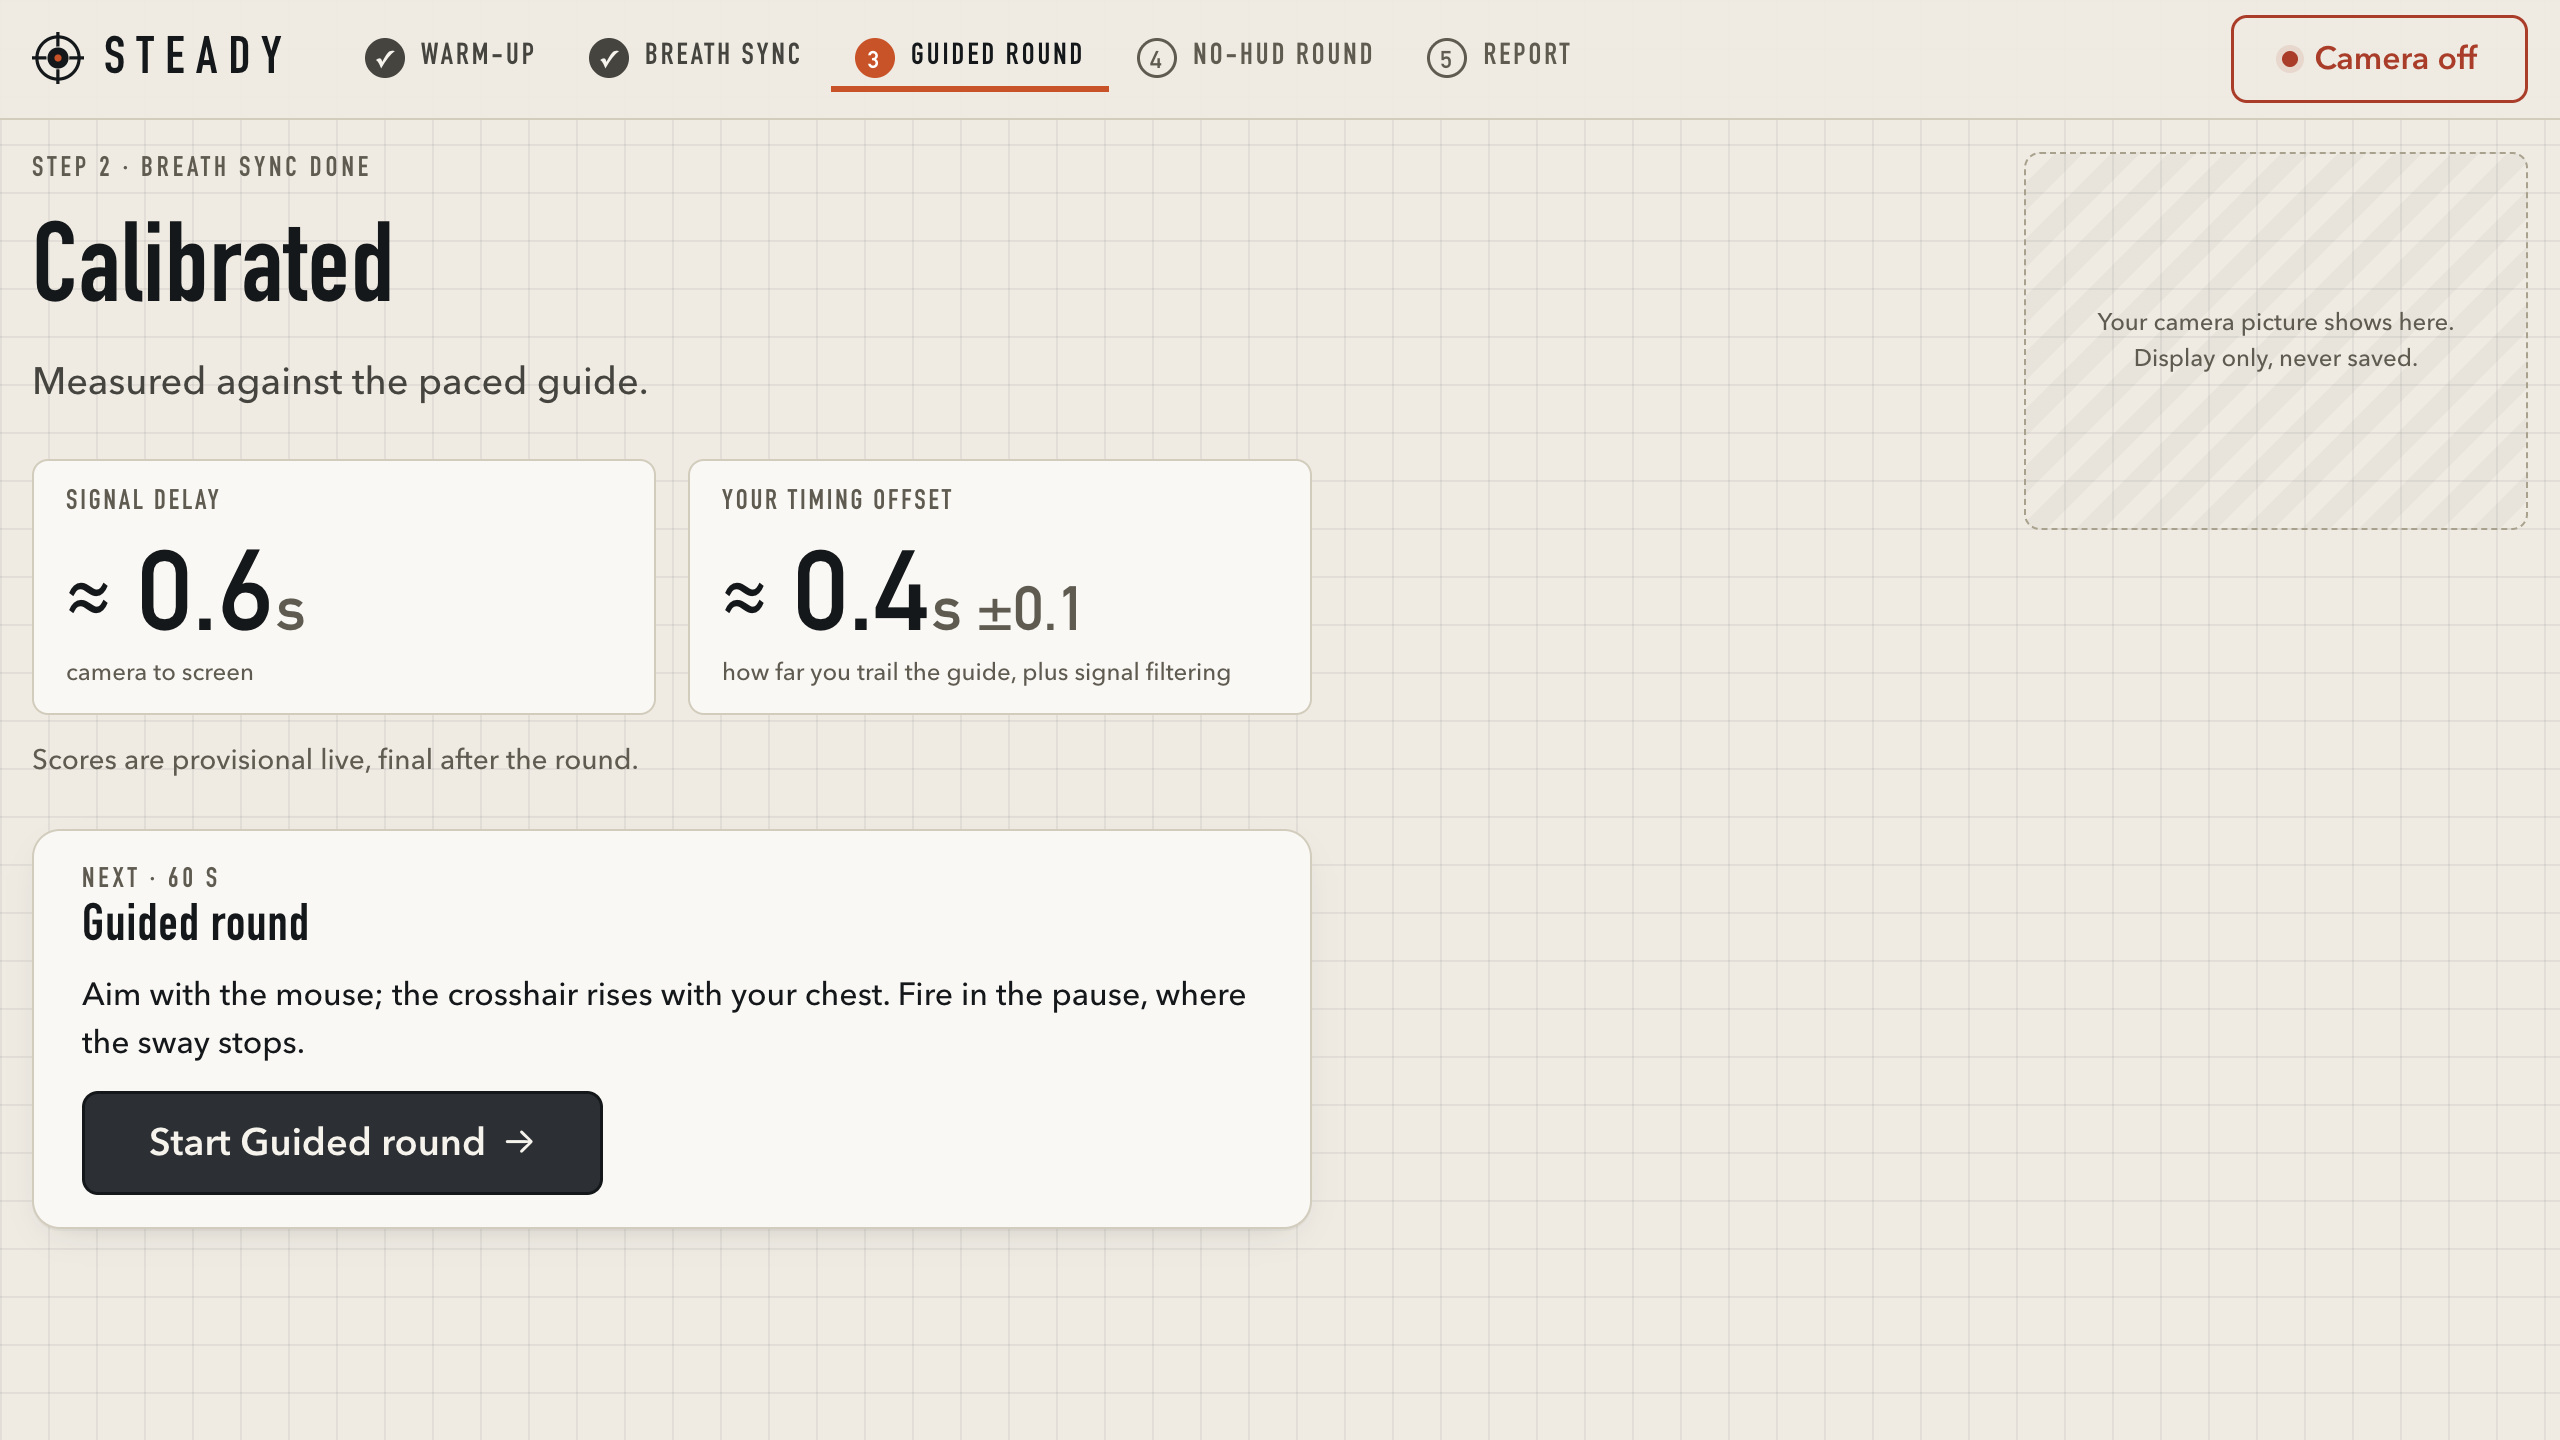 STEADY
✓ WARM-UP
✓ BREATH SYNC
3 GUIDED ROUND
4 NO-HUD ROUND
5 REPORT
Camera off
STEP 2 · BREATH SYNC DONE
Calibrated
Measured against the paced guide.
Your camera picture shows here.
Display only, never saved.
SIGNAL DELAY
≈ 0.6s
camera to screen
YOUR TIMING OFFSET
≈ 0.4s ±0.1
how far you trail the guide, plus signal filtering
Scores are provisional live, final after the round.
NEXT · 60 S
Guided round
Aim with the mouse; the crosshair rises with your chest. Fire in the pause, where
the sway stops.
Start Guided round →